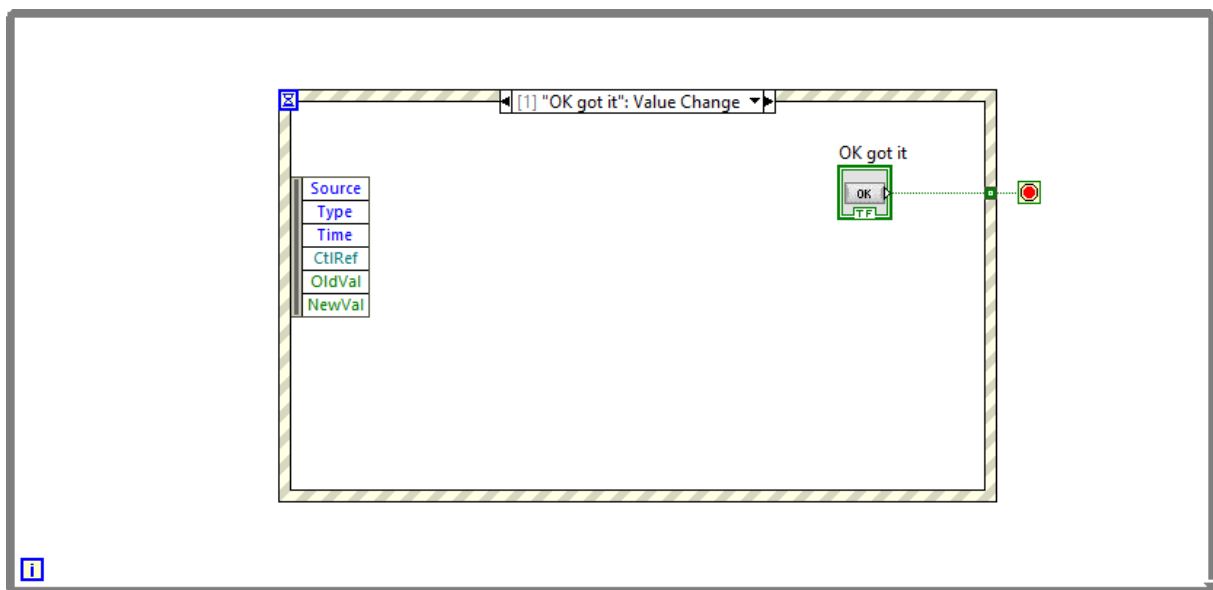 [1] "OK got it": Value Change
OK got it
Source
OK
Type
TF
Time
CtlRef
OldVal
NewVal
i